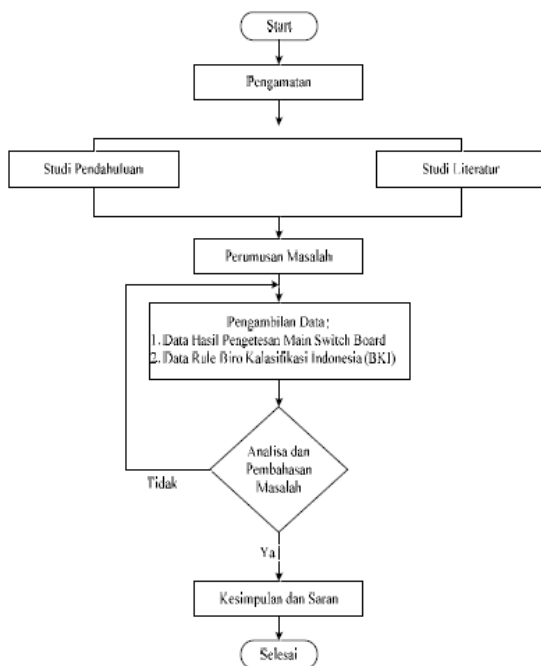 Start
Pengamatan
Studi Pendahuluan
Studi Literatur
Perumusan Masalah
Pengambilan Data:
1. Data Hasil Pengetesan Main Switch Board
2. Data Rule Biro Kalasifikasi Indonesia (BKI)
Analisa dan
Pembahasan
Masalah
Tidak
Ya
Kesimpulan dan Saran
Selesai